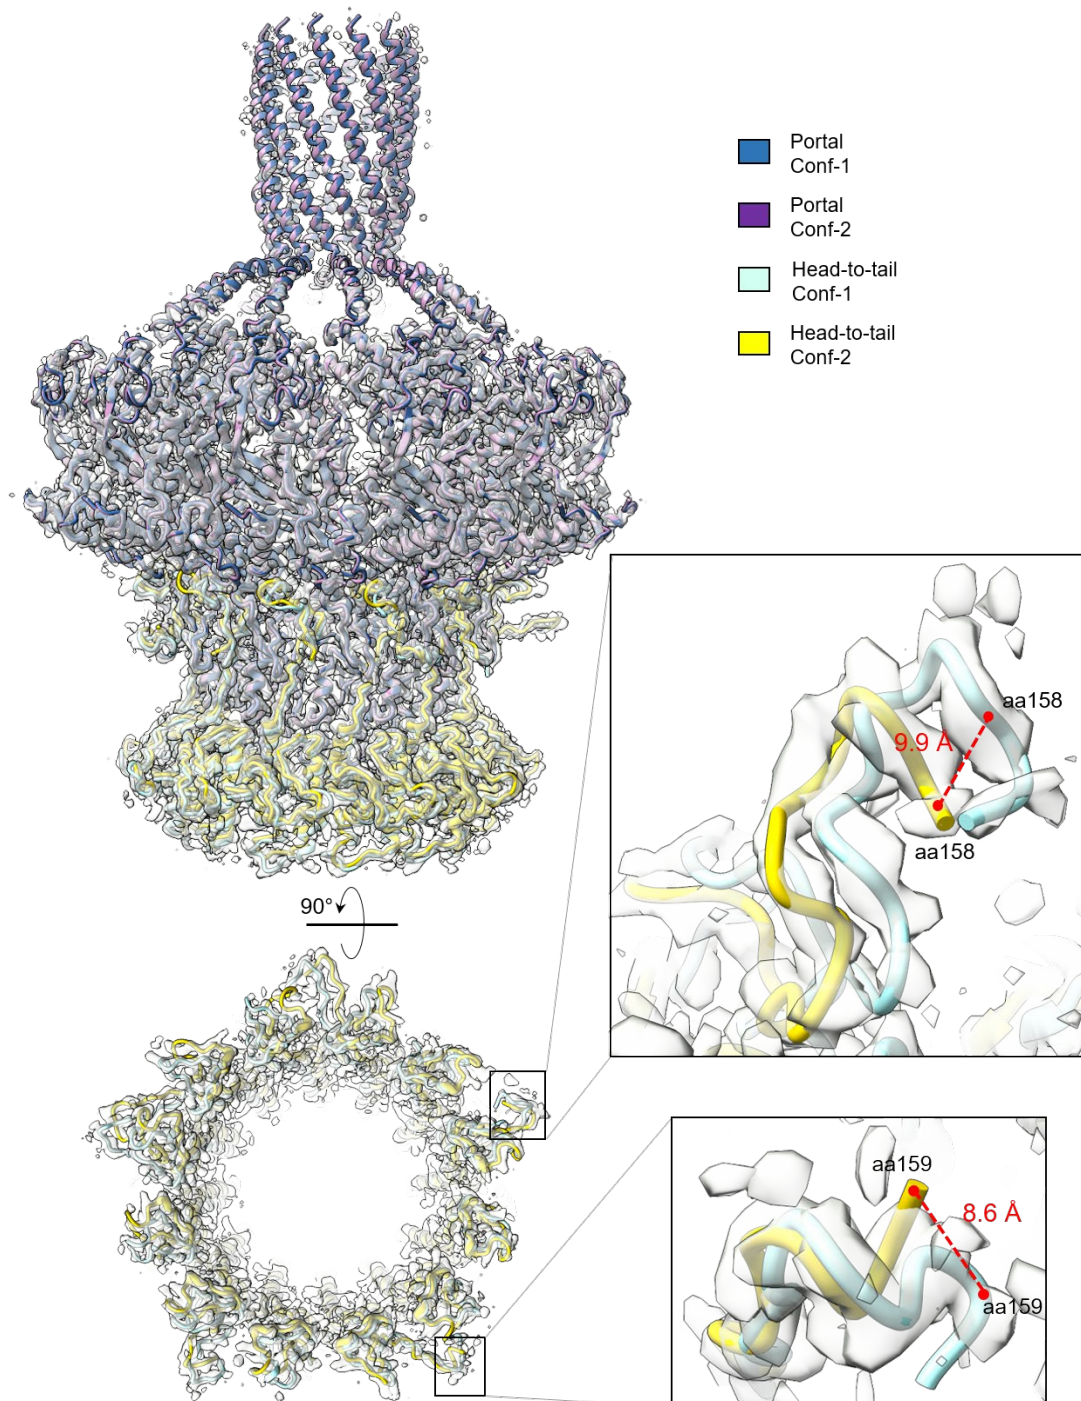 Portal
Conf-1
Portal
Conf-2
Head-to-tail
Conf-1
Head-to-tail
Conf-2
aa158
9.9 Å
aa158
90°
aa159
8.6 Å
aa159